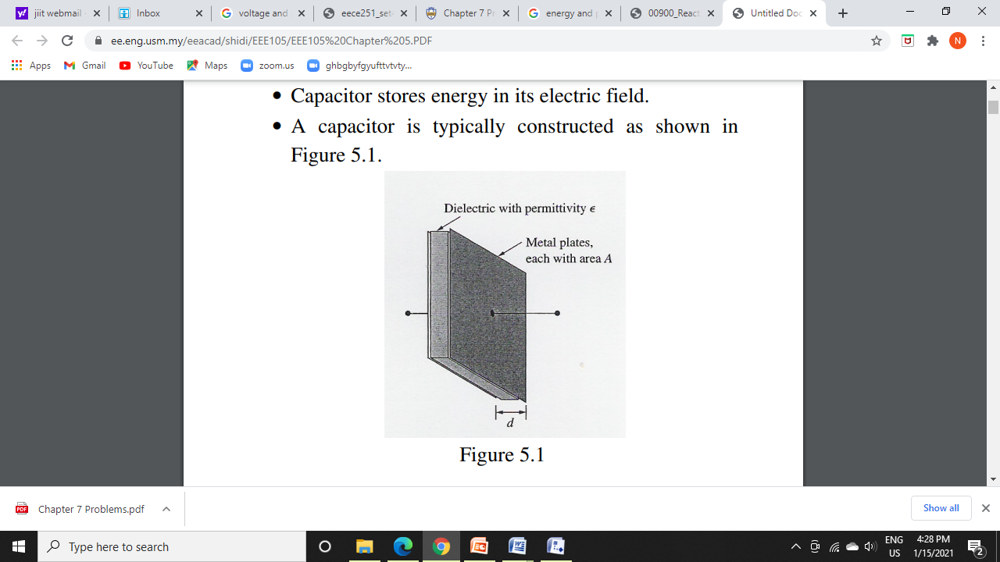 jiit webmail -
Inbox
voltage and
eece251_set-
Chapter 7 Pr
energy and
00900_React
Untitled Doc
ee.eng.usm.my/eeacad/shidi/EEE105/EEE105%20Chapter%205.PDF
N
Apps
Gmail
YouTube
Maps
zoom.us
ghbgbyfgyufttvtvty...
• Capacitor stores energy in its electric field.
• A capacitor is typically constructed as shown in
Figure 5.1.
Dielectric with permittivity ϵ
Metal plates,
each with area A
d
Figure 5.1
PDF
Chapter 7 Problems.pdf
Show all
Type here to search
ENG
US
4:28 PM
1/15/2021
2